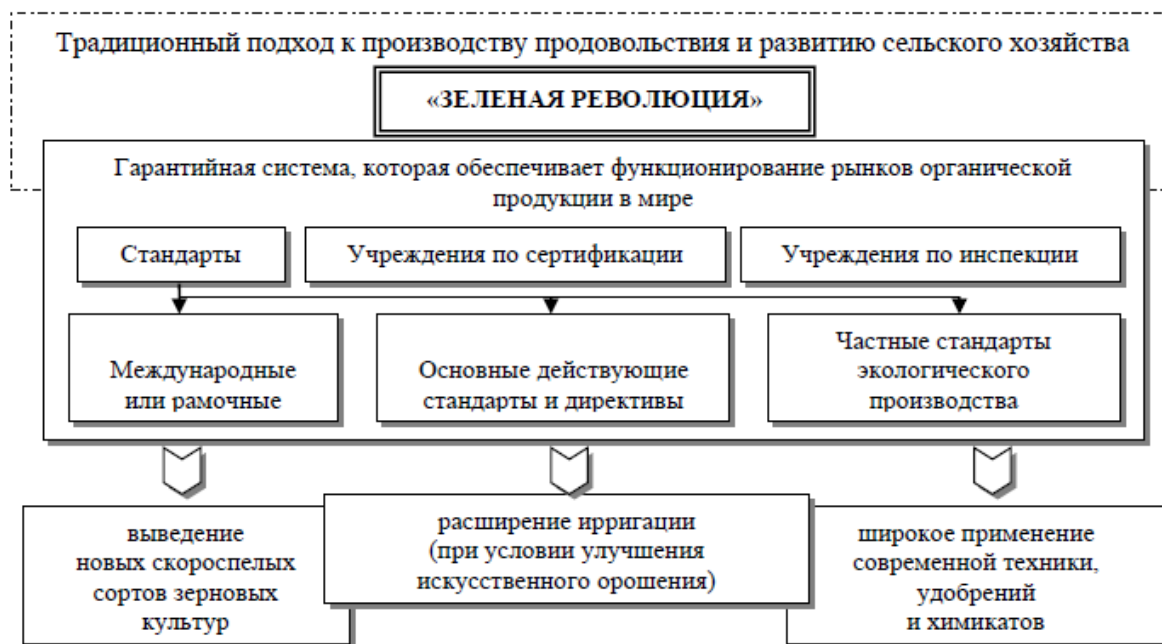 Традиционный подход к производству продовольствия и развитию сельского хозяйства
«ЗЕЛЕНАЯ РЕВОЛЮЦИЯ»
Гарантийная система, которая обеспечивает функционирование рынков органической
продукции в мире
Стандарты
Учреждения по сертификации
Учреждения по инспекции
Международные
или рамочные
Основные действующие
стандарты и директивы
Частные стандарты
экологического
производства
выведение
новых скороспелых
сортов зерновых
культур
расширение ирригации
(при условии улучшения
искусственного орошения)
широкое применение
современной техники,
удобрений
и химикатов